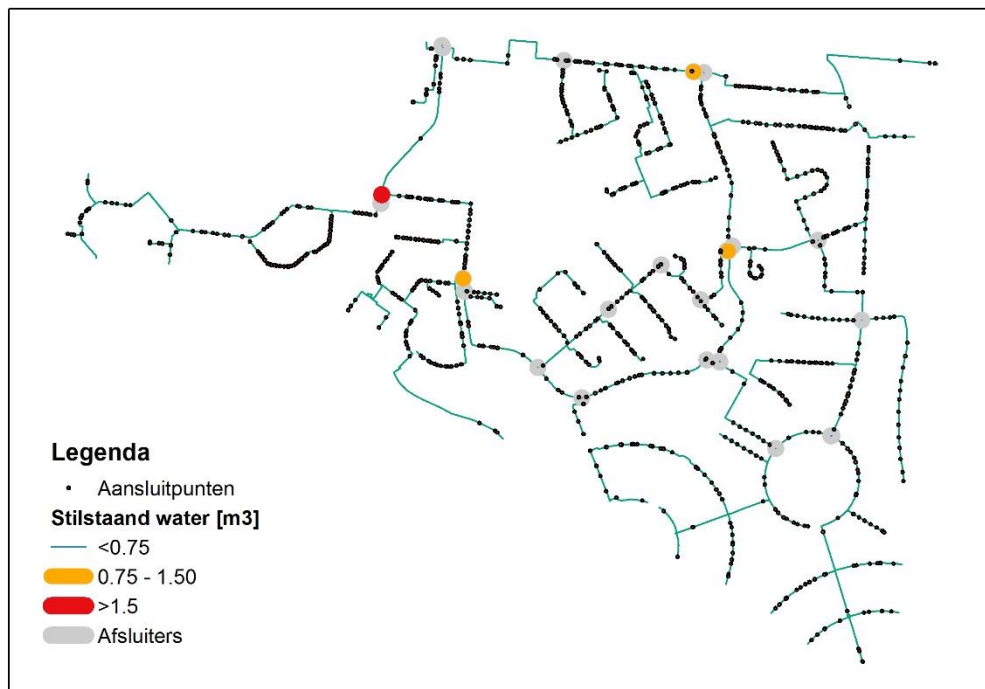 Legenda
Aansluitpunten
Stilstaand water [m3]
<0.75
0.75 - 1.50
>1.5
Afsluiters